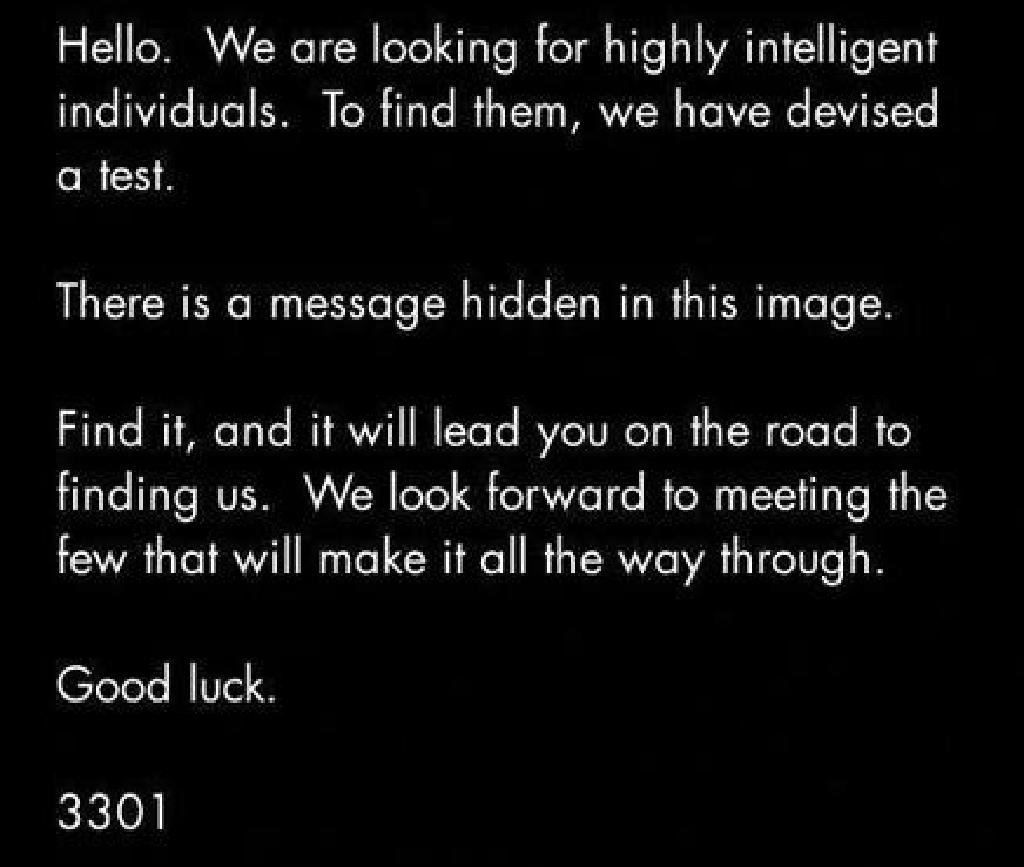 Hello.  We are looking for highly intelligent
individuals.  To find them, we have devised
a test.
There is a message hidden in this image.
Find it, and it will lead you on the road to
finding us.  We look forward to meeting the
few that will make it all the way through.
Good luck.
3301